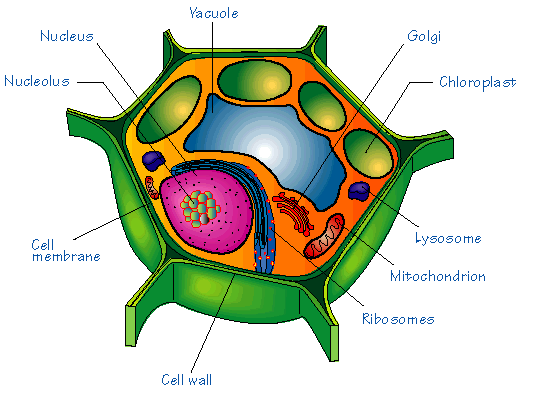 Vacuole
Nucleus
Golgi
Nucleolus
Chloroplast
Cell
membrane
Lysosome
Mitochondrion
Ribosomes
Cell wall